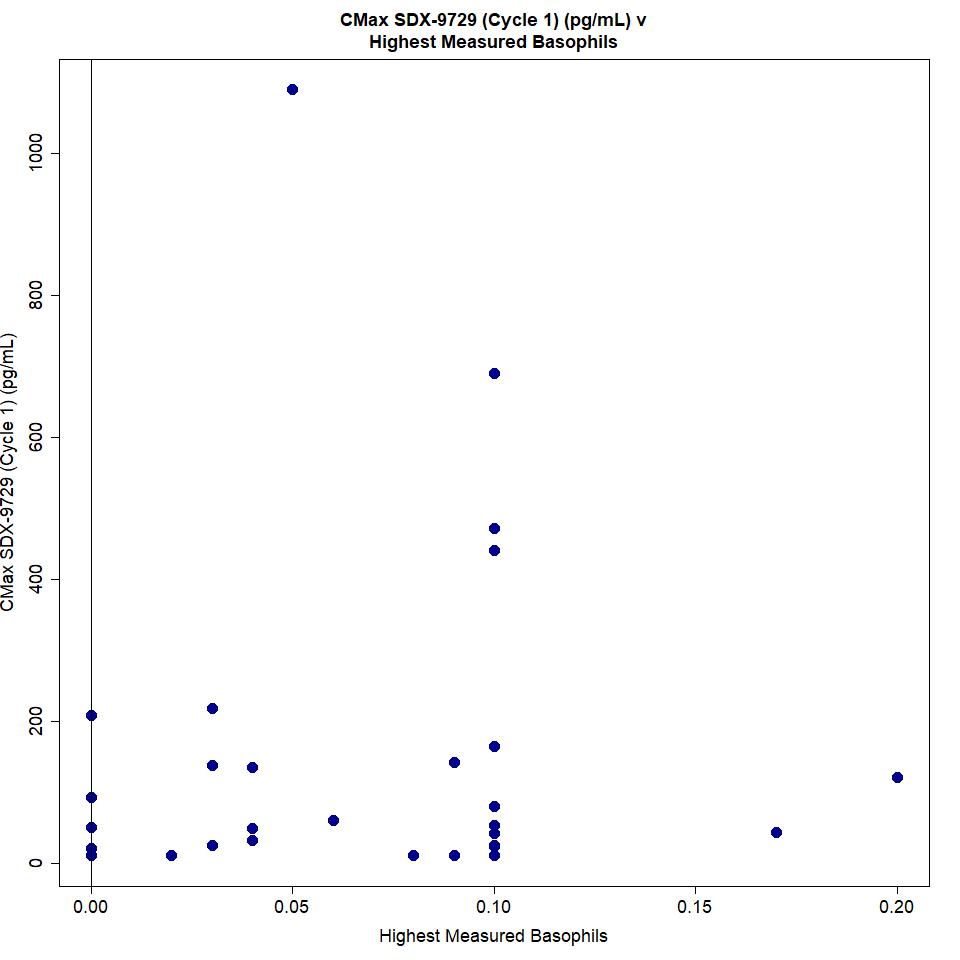 CMax SDX-9729 (Cycle 1) (pg/mL) v
Highest Measured Basophils
CMax SDX-9729 (Cycle 1) (pg/mL)
1000
800
600
400
200
0
0.00
0.05
0.10
0.15
0.20
Highest Measured Basophils